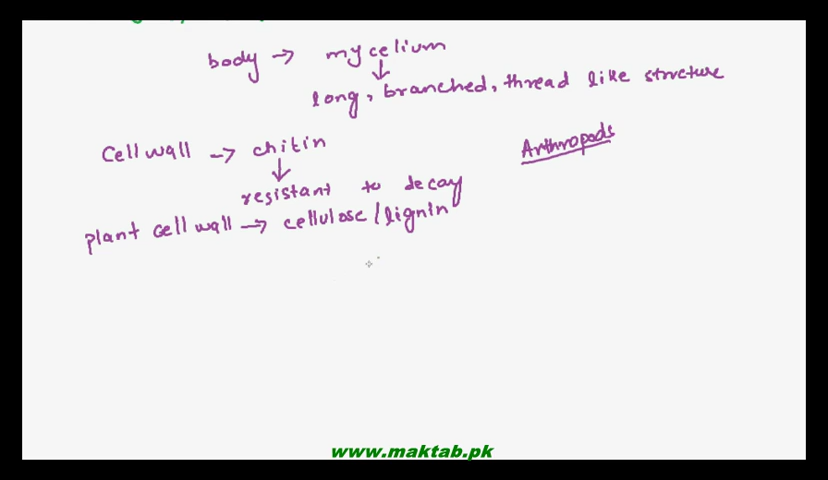 body → mycelium
↓
long, branched, thread like structure
Cell wall → chitin
Arthropods
↓
resistant to decay
plant cell wall → cellulose/lignin
www.maktab.pk